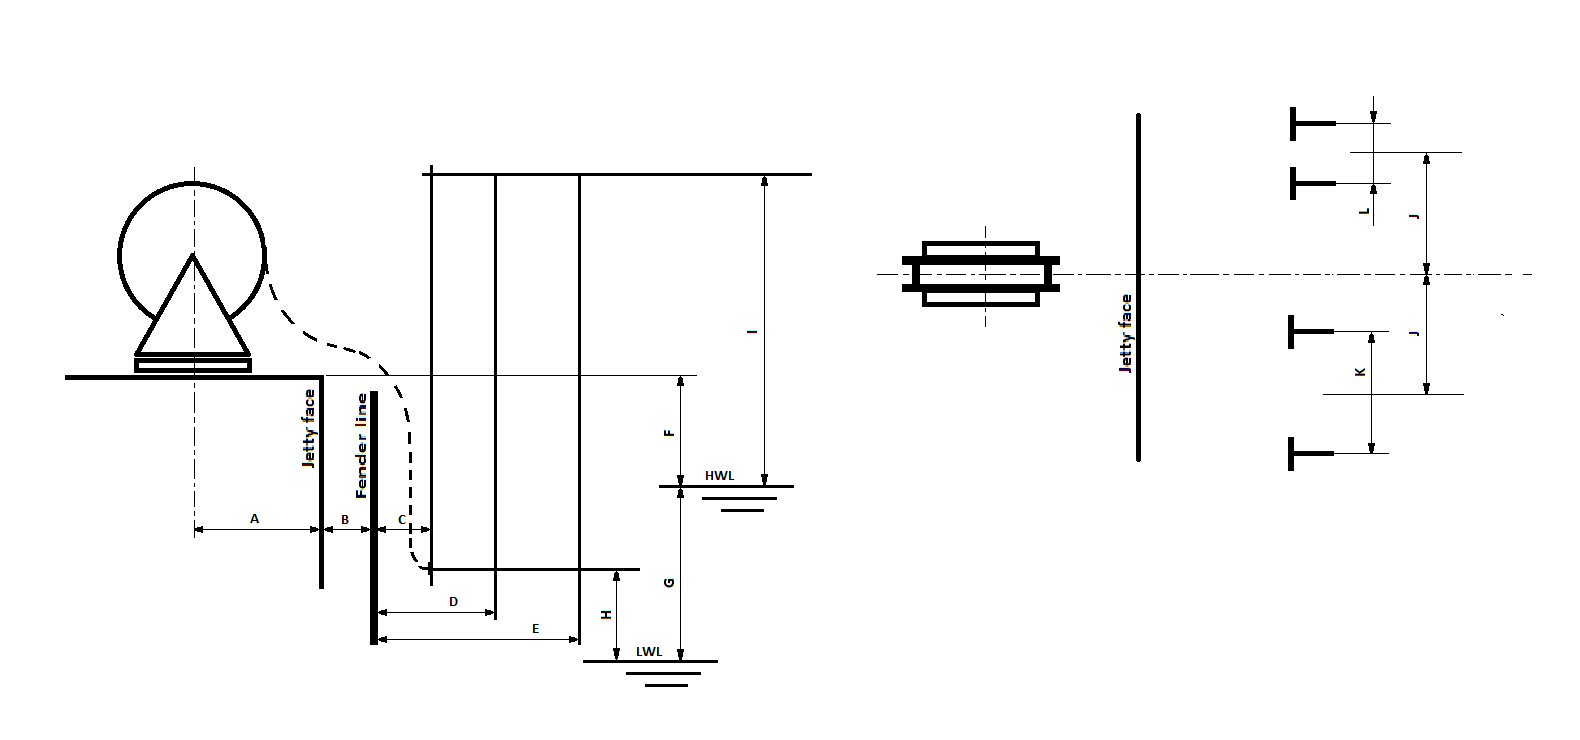 I
Jetty face
Fender line
F
HWL
A
B
C
G
D
H
E
LWL
L
J
Jetty face
J
K